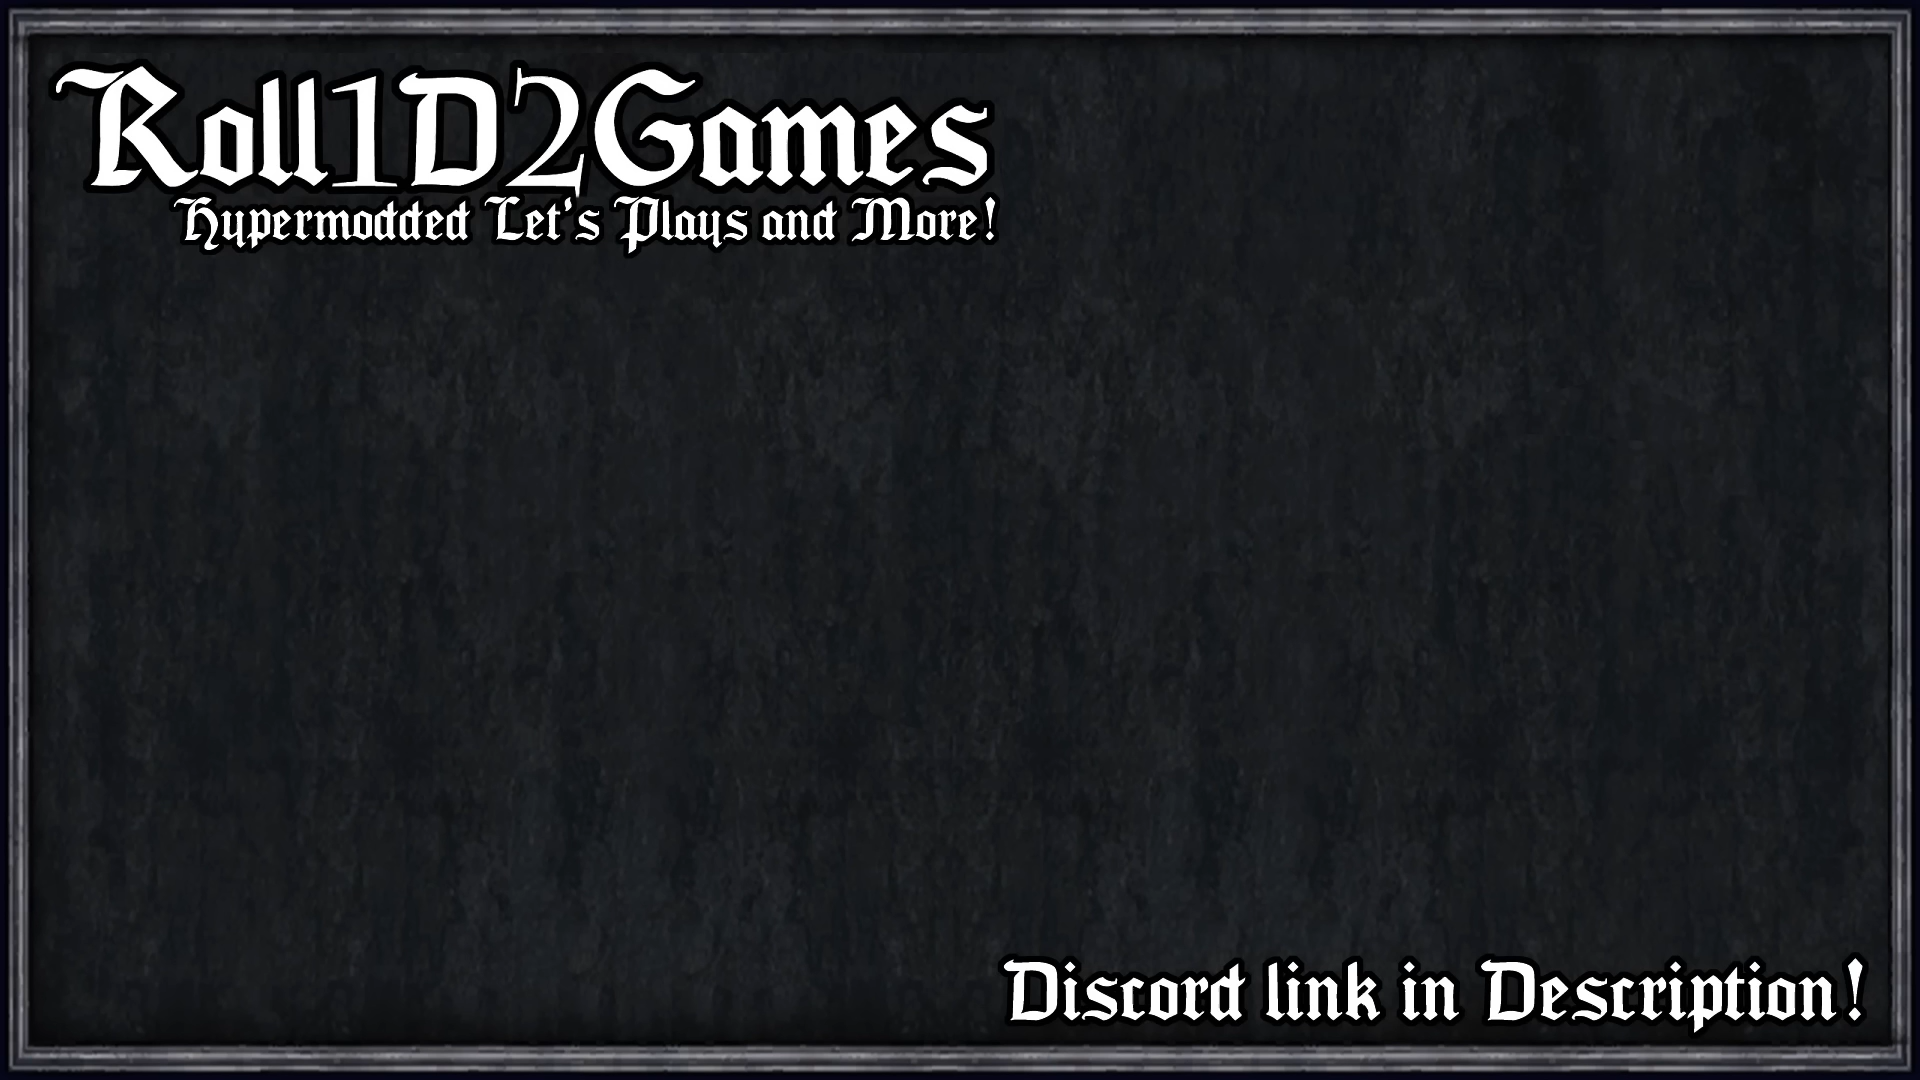 Roll1D2Games
Hypermodded Let's Plays and More!
Discord link in Description!